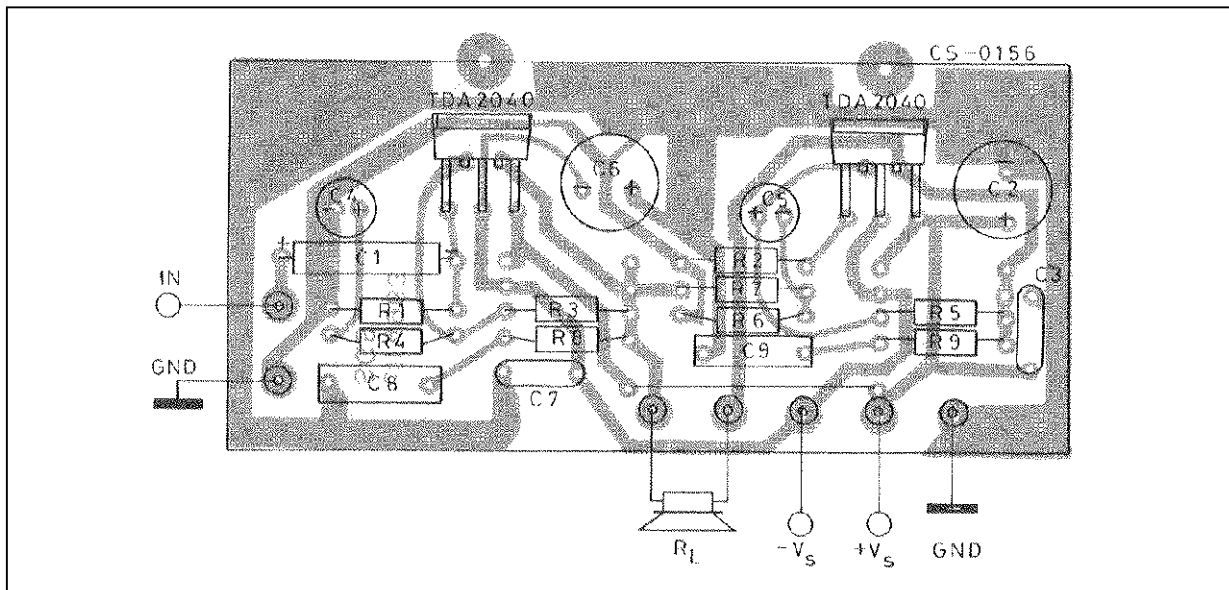 CS-0156
TDA2040
TDA2040
C4
C6
C5
C2
C1
R2
C3
IN
R7
R1
R3
R6
R5
R4
R8
C9
R9
GND
C8
C7
RL
-Vs
+Vs
GND